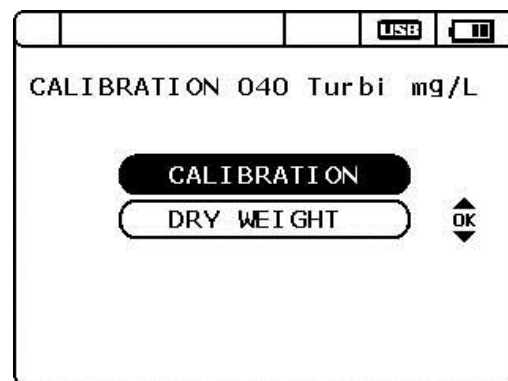 USB
CALIBRATION 040 Turbi mg/L
CALIBRATION
DRY WEIGHT
OK